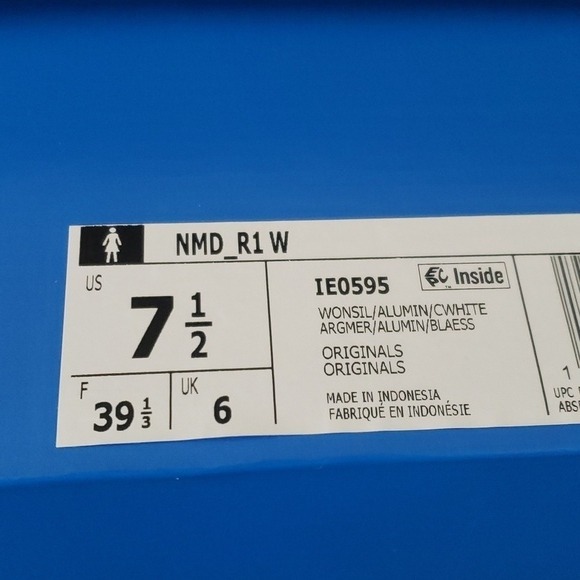 NMD_R1 W
US
7 1/2
F
39 1/3
UK
6
IE0595
Inside
WONSIL/ALUMIN/CWHITE
ARGMER/ALUMIN/BLAESS
ORIGINALS
ORIGINALS
MADE IN INDONESIA
FABRIQUÉ EN INDONÉSIE
1
UPC